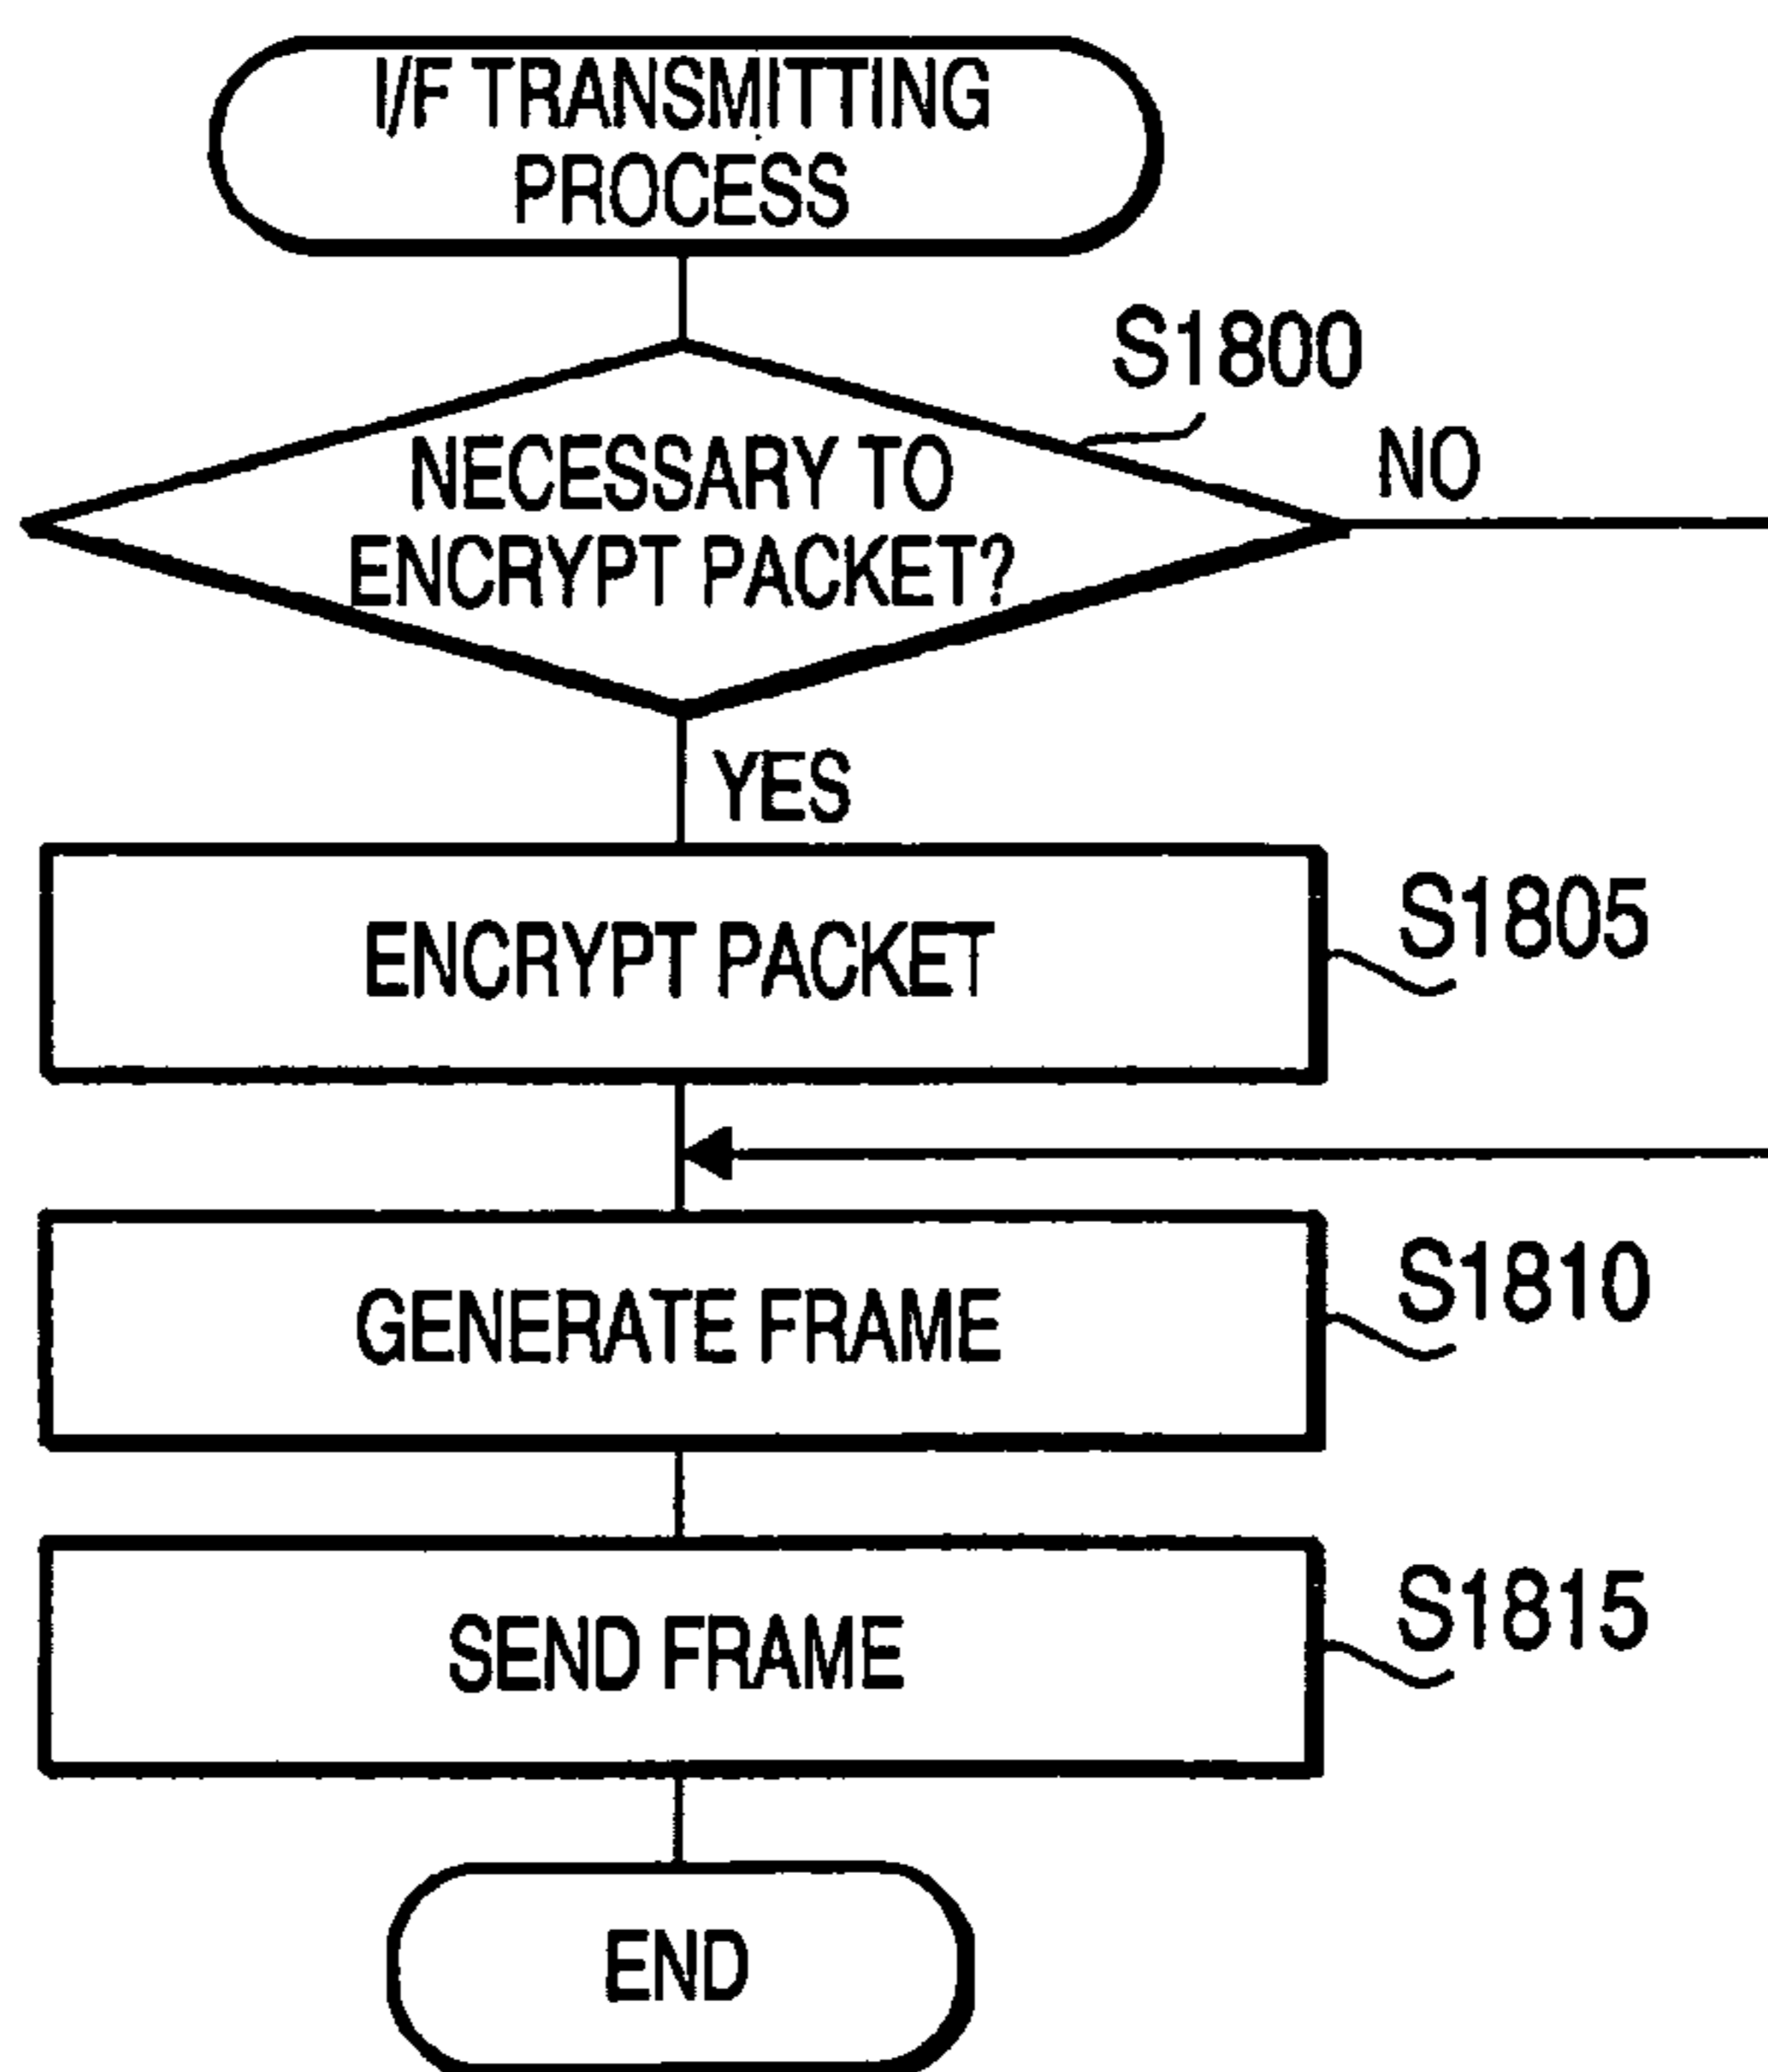 I/F TRANSMITTING
PROCESS
S1800
NECESSARY TO
ENCRYPT PACKET?
NO
YES
ENCRYPT PACKET
S1805
GENERATE FRAME
S1810
SEND FRAME
S1815
END